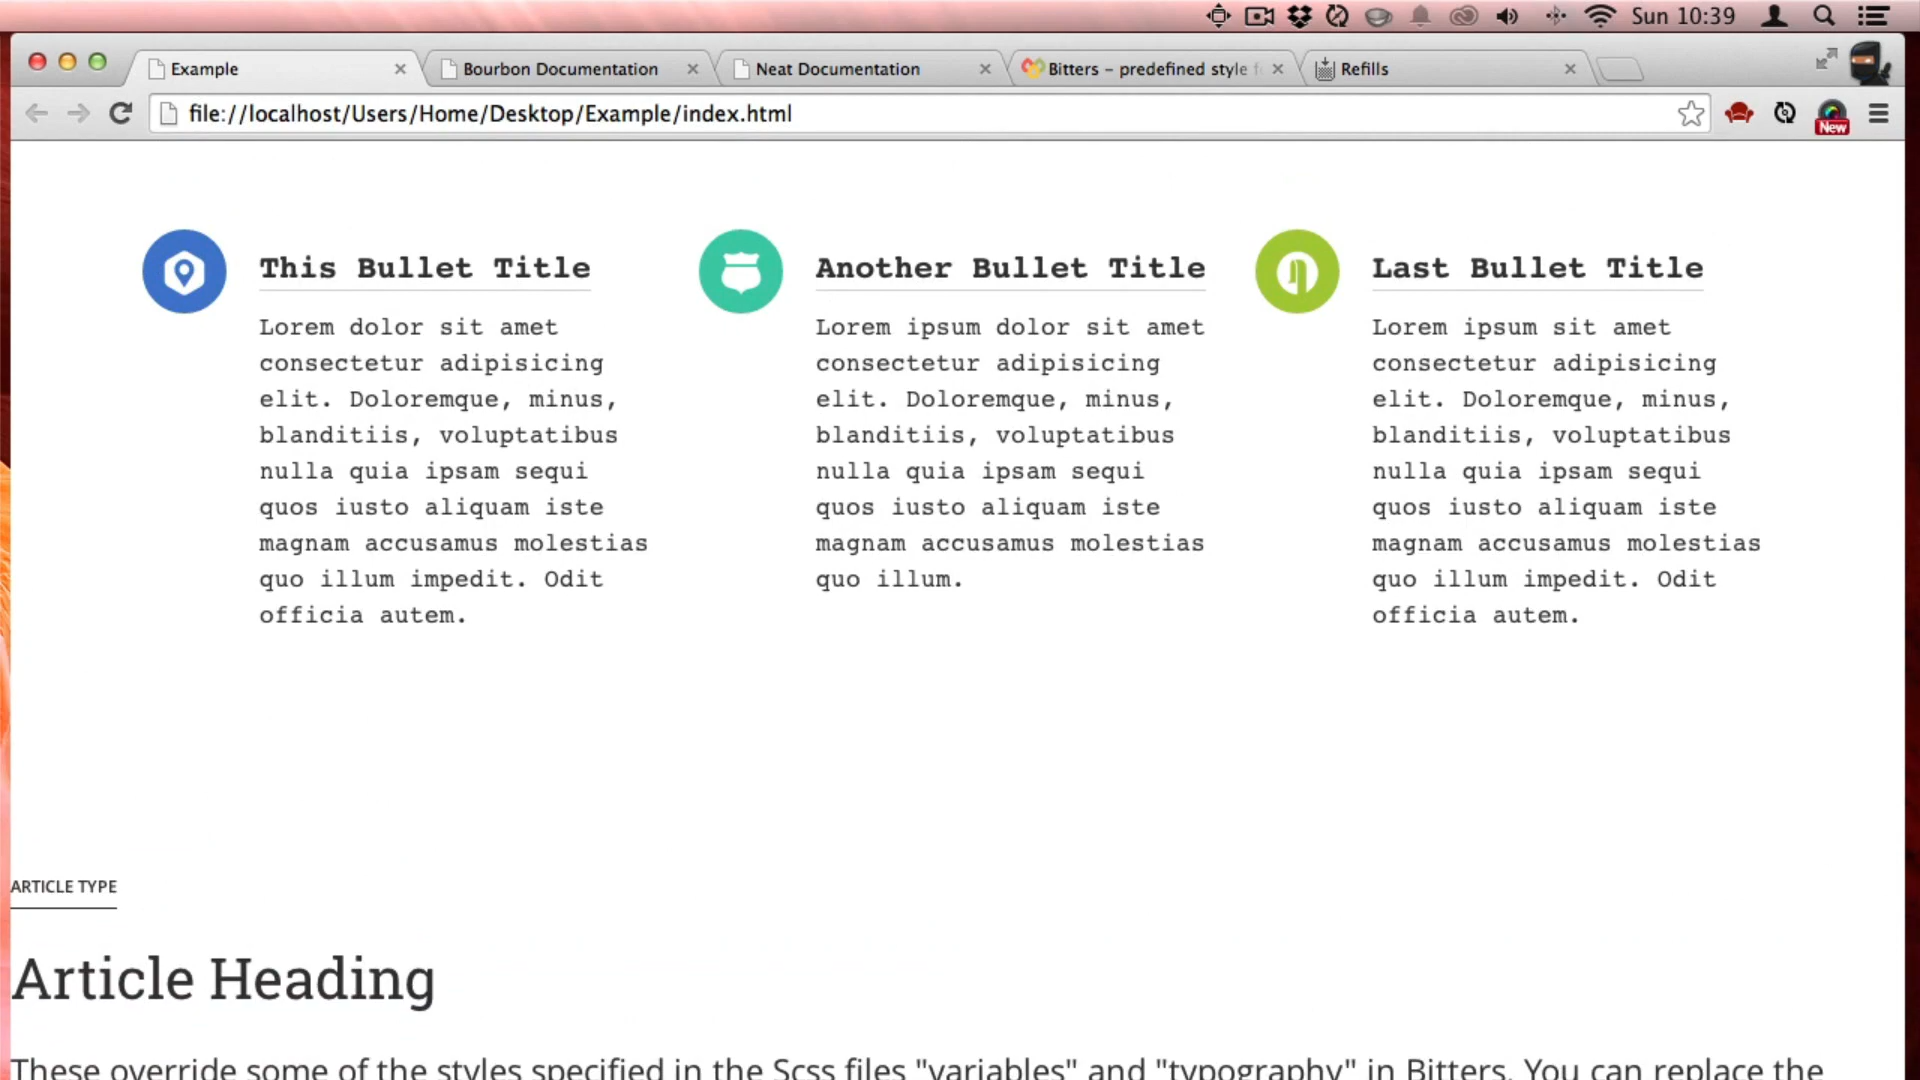 Sun 10:39
Example
Bourbon Documentation
Neat Documentation
Bitters – predefined style f
Refills
file://localhost/Users/Home/Desktop/Example/index.html
New
This Bullet Title
Lorem dolor sit amet
consectetur adipisicing
elit. Doloremque, minus,
blanditiis, voluptatibus
nulla quia ipsam sequi
quos iusto aliquam iste
magnam accusamus molestias
quo illum impedit. Odit
officia autem.
Another Bullet Title
Lorem ipsum dolor sit amet
consectetur adipisicing
elit. Doloremque, minus,
blanditiis, voluptatibus
nulla quia ipsam sequi
quos iusto aliquam iste
magnam accusamus molestias
quo illum.
Last Bullet Title
Lorem ipsum sit amet
consectetur adipisicing
elit. Doloremque, minus,
blanditiis, voluptatibus
nulla quia ipsam sequi
quos iusto aliquam iste
magnam accusamus molestias
quo illum impedit. Odit
officia autem.
ARTICLE TYPE
Article Heading
These override some of the styles specified in the Scss files "variables" and "typography" in Bitters. You can replace the